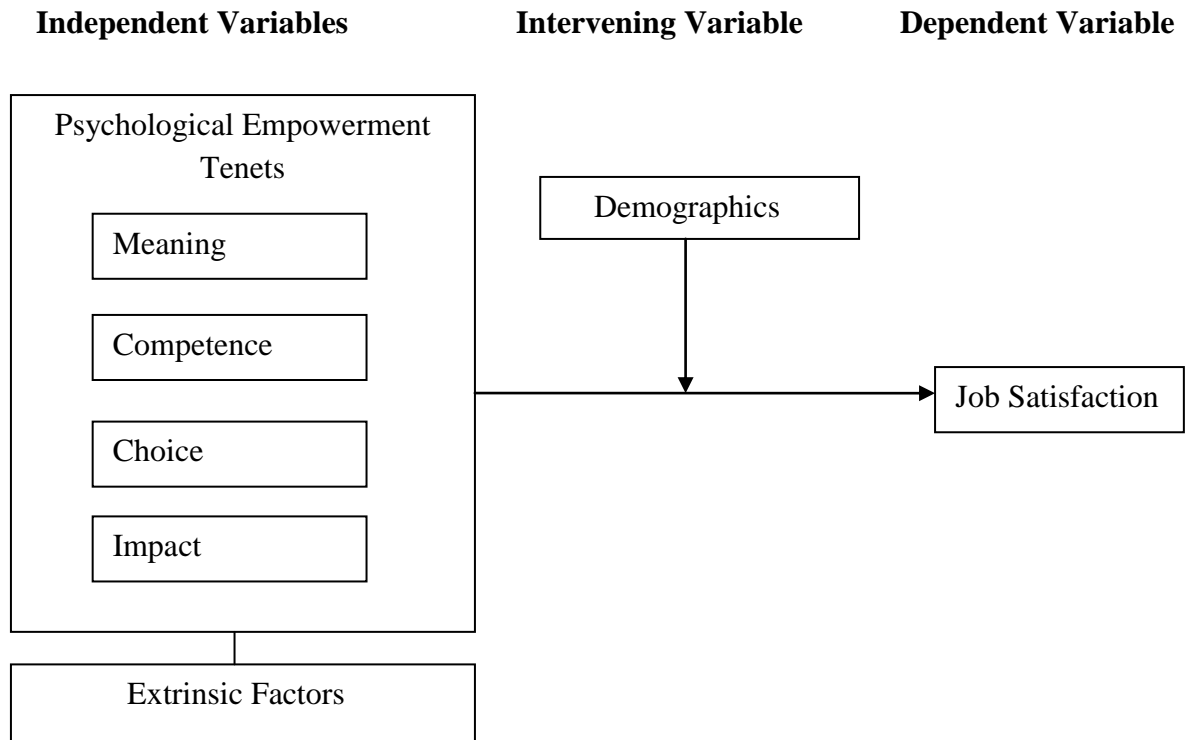 Independent Variables
Intervening Variable
Dependent Variable
Psychological Empowerment
Tenets
Meaning
Competence
Choice
Impact
Extrinsic Factors
Demographics
Job Satisfaction